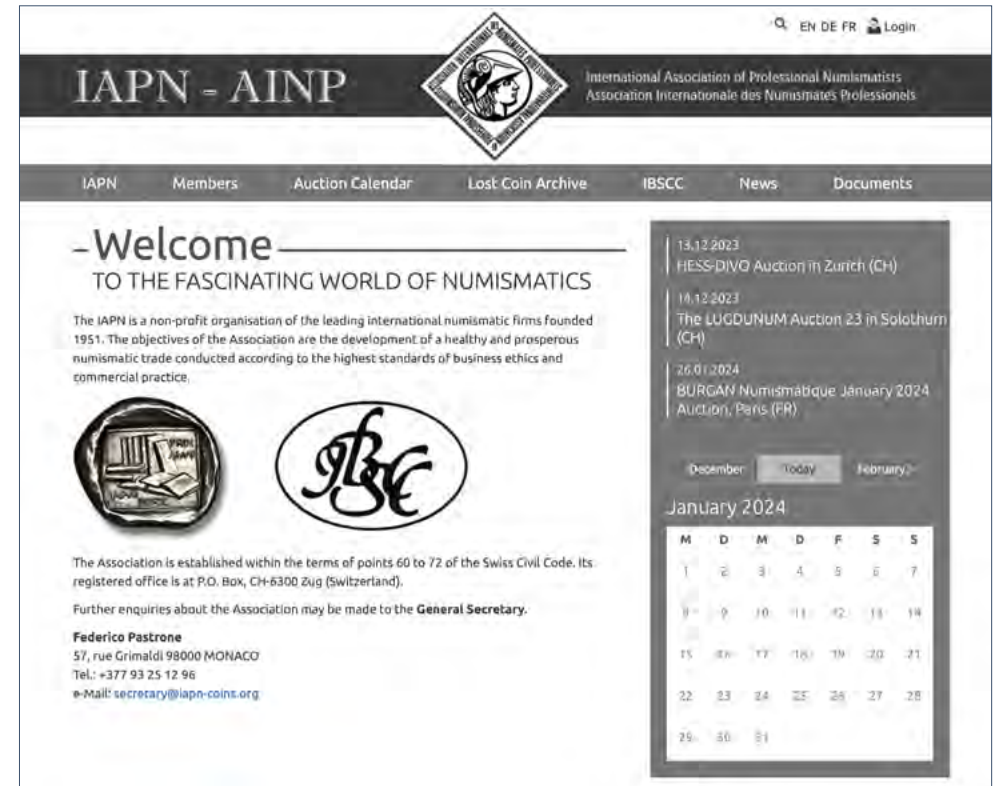 EN DE FR Login
IAPN - AINP
International Association of Professional Numismatists
Association Internationale des Numismates Professionels
IAPN Members Auction Calendar Lost Coin Archive IBSCC News Documents
Welcome
TO THE FASCINATING WORLD OF NUMISMATICS
The IAPN is a non-profit organisation of the leading international numismatic firms founded
1951. The objectives of the Association are the development of a healthy and prosperous
numismatic trade conducted according to the highest standards of business ethics and
commercial practice.
IBSCC
The Association is established within the terms of points 60 to 72 of the Swiss Civil Code. Its
registered office is at P.O. Box, CH-6300 Zug (Switzerland).
Further enquiries about the Association may be made to the General Secretary.
Federico Pastrone
57, rue Grimaldi 98000 MONACO
Tel.: +377 93 25 12 96
e-Mail: secretary@iapn-coins.org
13.12.2023
HESS-DIVO Auction in Zurich (CH)
14.12.2023
The LUGDUNUM Auction 23 in Solothurn
(CH)
26.01.2024
BURGAN Numismatique January 2024
Auction, Paris (FR)
December Today February
January 2024
M D M D F S S
1 2 3 4 5 6 7
8 9 10 11 12 13 14
15 16 17 18 19 20 21
22 23 24 25 26 27 28
29 30 31